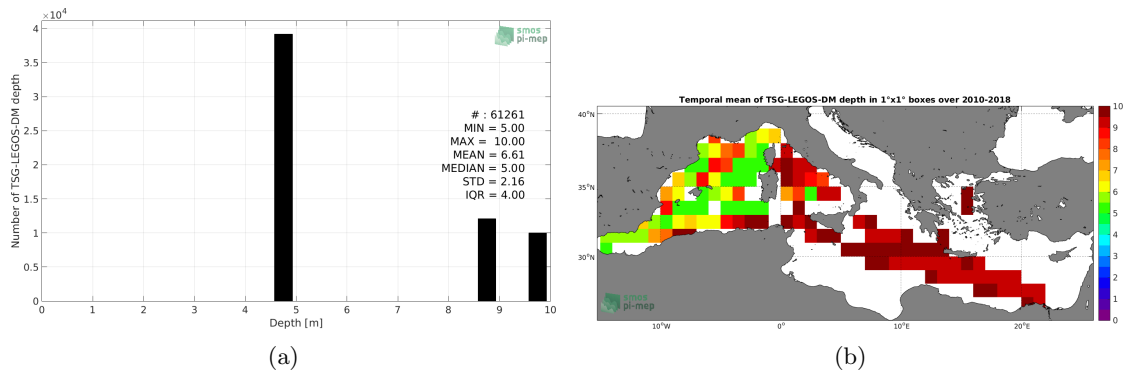 ×10⁴
4
3.5
3
2.5
2
1.5
1
0.5
0
Number of TSG-LEGOS-DM depth
smos
pi-mep
# : 61261
MIN = 5.00
MAX = 10.00
MEAN = 6.61
MEDIAN = 5.00
STD = 2.16
IQR = 4.00
0 1 2 3 4 5 6 7 8 9 10
Depth [m]
(a)
Temporal mean of TSG-LEGOS-DM depth in 1°x1° boxes over 2010-2018
40°N
35°N
30°N
10°W 0° 10°E 20°E
smos
pi-mep
10
9
8
7
6
5
4
3
2
1
0
(b)